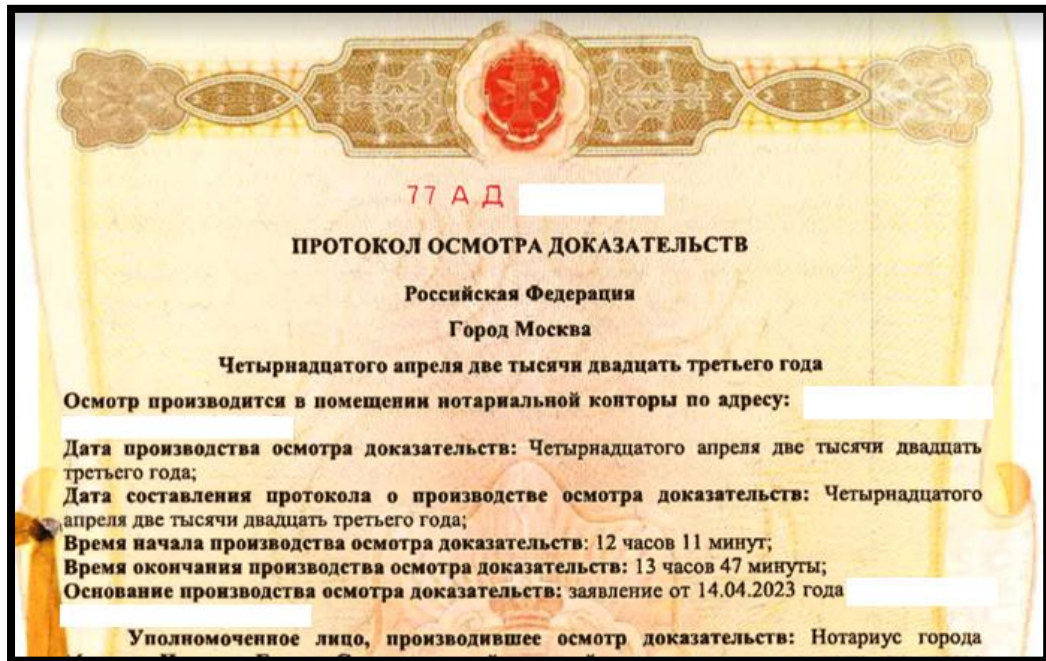 77 А Д
ПРОТОКОЛ ОСМОТРА ДОКАЗАТЕЛЬСТВ
Российская Федерация
Город Москва
Четырнадцатого апреля две тысячи двадцать третьего года
Осмотр производится в помещении нотариальной конторы по адресу:
Дата производства осмотра доказательств: Четырнадцатого апреля две тысячи двадцать
третьего года;
Дата составления протокола о производстве осмотра доказательств: Четырнадцатого
апреля две тысячи двадцать третьего года;
Время начала производства осмотра доказательств: 12 часов 11 минут;
Время окончания производства осмотра доказательств: 13 часов 47 минуты;
Основание производства осмотра доказательств: заявление от 14.04.2023 года
Уполномоченное лицо, производившее осмотр доказательств: Нотариус города